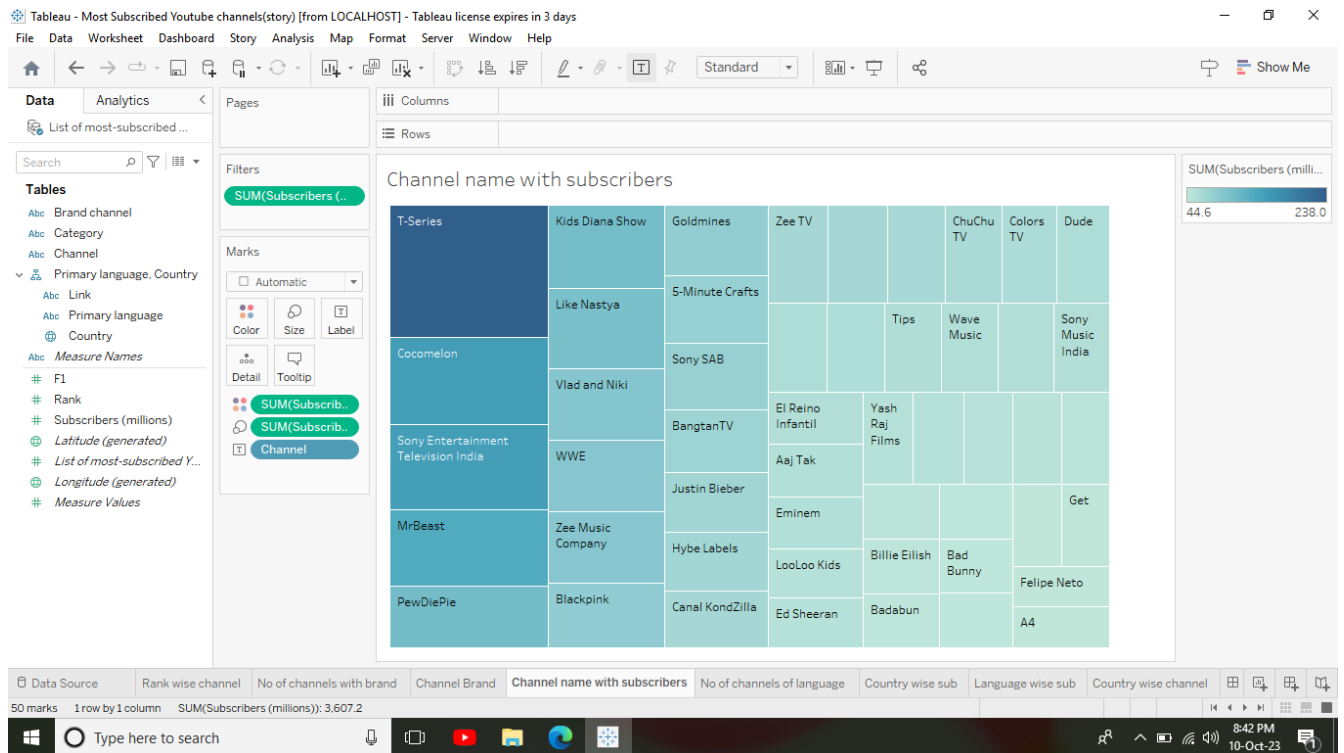 Tableau - Most Subscribed Youtube channels(story) [from LOCALHOST] - Tableau license expires in 3 days
File Data Worksheet Dashboard Story Analysis Map Format Server Window Help
Standard
Show Me
Data Analytics
List of most-subscribed ...
Search
Tables
Abc Brand channel
Abc Category
Abc Channel
Primary language, Country
Abc Link
Abc Primary language
Country
Abc Measure Names
# F1
# Rank
# Subscribers (millions)
Latitude (generated)
# List of most-subscribed Y...
Longitude (generated)
# Measure Values
Pages
Filters
SUM(Subscribers (..
Marks
Automatic
Color Size Label
Detail Tooltip
SUM(Subscrib..
SUM(Subscrib..
Channel
Columns
Rows
Channel name with subscribers
T-Series
Cocomelon
Sony Entertainment
Television India
MrBeast
PewDiePie
Kids Diana Show
Like Nastya
Vlad and Niki
WWE
Zee Music
Company
Blackpink
Goldmines
5-Minute Crafts
Sony SAB
BangtanTV
Justin Bieber
Hybe Labels
Canal KondZilla
Zee TV
ChuChu
TV
Colors
TV
Dude
Tips
Wave
Music
Sony
Music
India
El Reino
Infantil
Aaj Tak
Eminem
LooLoo Kids
Ed Sheeran
Yash
Raj
Films
Billie Eilish
Badabun
Bad
Bunny
Get
Felipe Neto
A4
SUM(Subscribers (milli...
44.6 238.0
Data Source Rank wise channel No of channels with brand Channel Brand Channel name with subscribers No of channels of language Country wise sub Language wise sub Country wise channel
50 marks 1 row by 1 column SUM(Subscribers (millions)): 3,607.2
Type here to search
8:42 PM
10-Oct-23
1